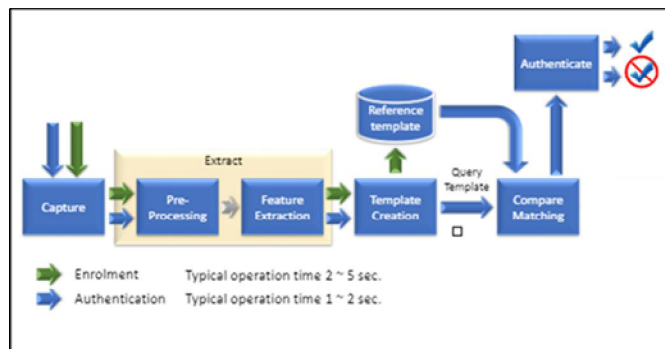 Authenticate
Reference
template
Extract
Query
Template
Capture
Pre-
Processing
Feature
Extraction
Template
Creation
Compare
Matching
Enrolment Typical operation time 2 ~ 5 sec.
Authentication Typical operation time 1 ~ 2 sec.